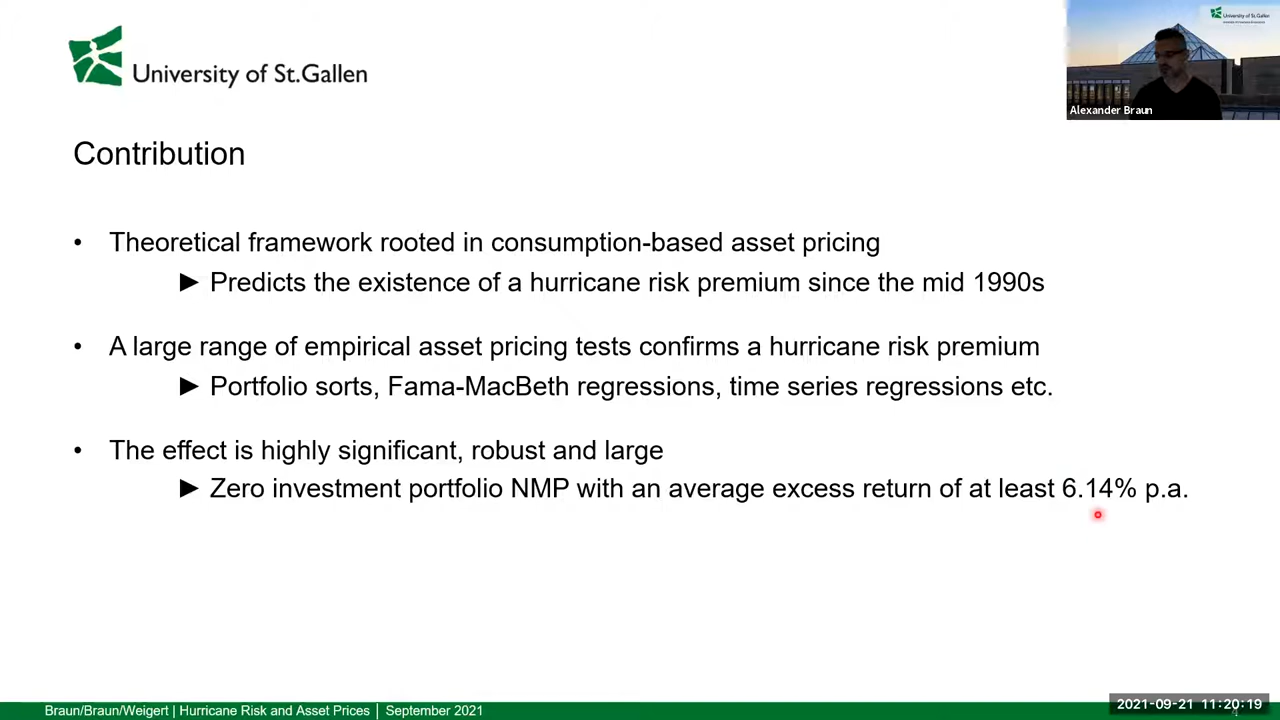 University of St.Gallen
University of St.Gallen
Alexander Braun
Contribution
• Theoretical framework rooted in consumption-based asset pricing
► Predicts the existence of a hurricane risk premium since the mid 1990s
• A large range of empirical asset pricing tests confirms a hurricane risk premium
► Portfolio sorts, Fama-MacBeth regressions, time series regressions etc.
• The effect is highly significant, robust and large
► Zero investment portfolio NMP with an average excess return of at least 6.14% p.a.
Braun/Braun/Weigert | Hurricane Risk and Asset Prices | September 2021
2021-09-21 11:20:19